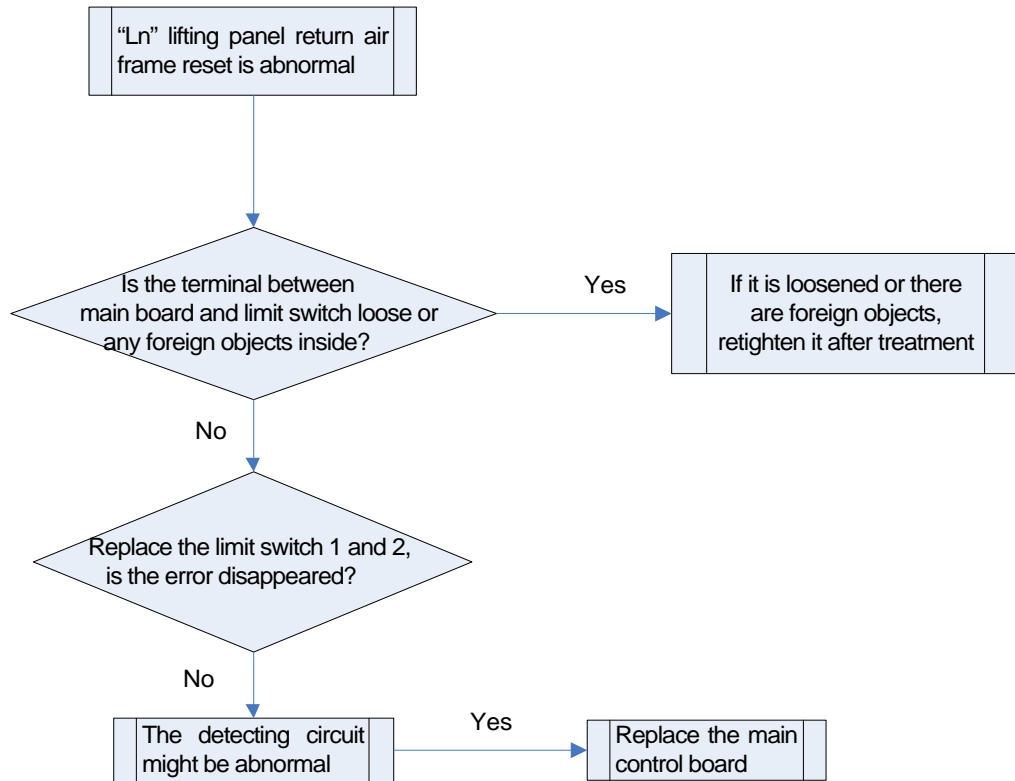 “Ln” lifting panel return air
frame reset is abnormal
Is the terminal between
main board and limit switch loose or
any foreign objects inside?
Yes
If it is loosened or there
are foreign objects,
retighten it after treatment
No
Replace the limit switch 1 and 2,
is the error disappeared?
No
The detecting circuit
might be abnormal
Yes
Replace the main
control board